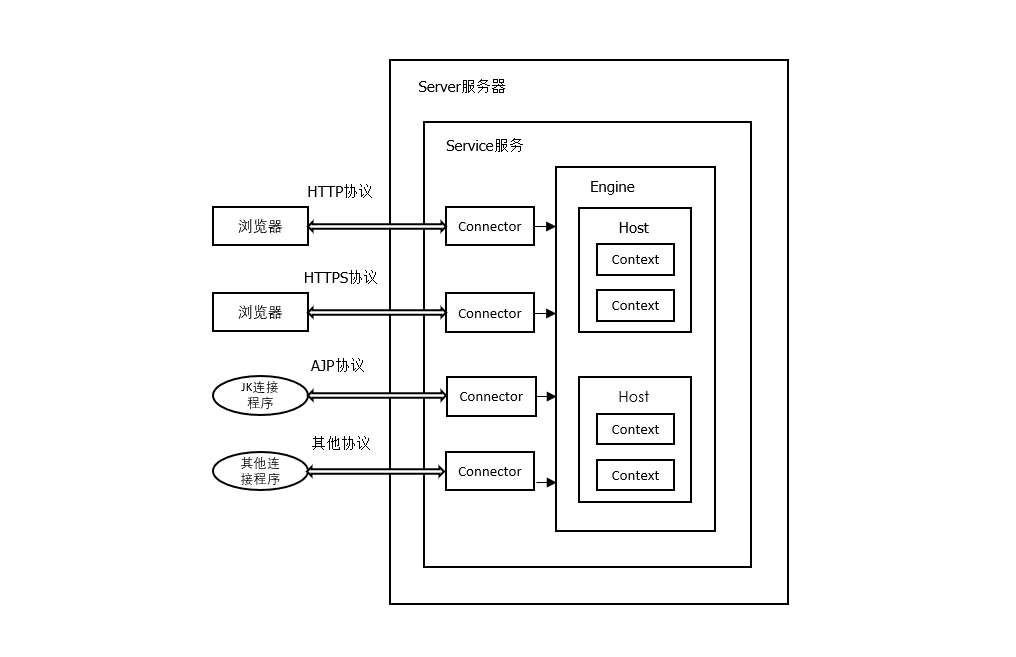 Server服务器
Service服务
Engine
HTTP协议
浏览器
Connector
Host
Context
Context
HTTPS协议
浏览器
Connector
AJP协议
JK连接
程序
Connector
Host
Context
Context
其他协议
其他连
接程序
Connector